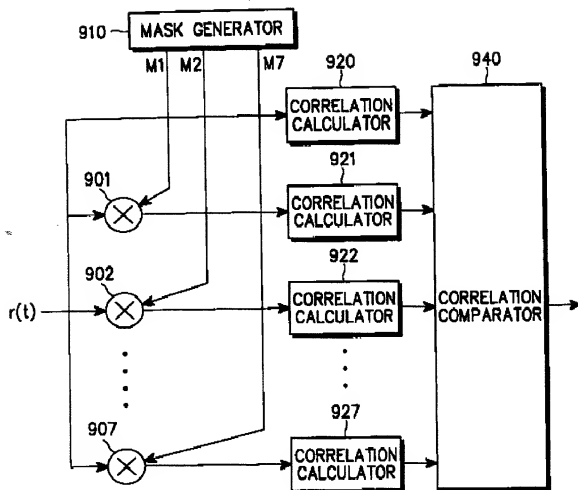 910
MASK GENERATOR
M1 M2 M7
920
940
CORRELATION
CALCULATOR
901
921
CORRELATION
CALCULATOR
902
922
r(t)
CORRELATION
CALCULATOR
CORRELATION
COMPARATOR
907
927
CORRELATION
CALCULATOR